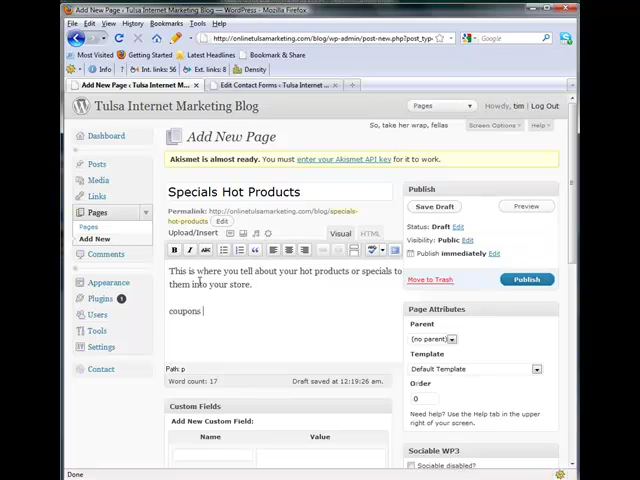 Add New Page ‹ Tulsa Internet Marketing Blog — WordPress - Mozilla Firefox
File Edit View History Bookmarks Tools Help
http://onlinetulsamarketing.com/blog/wp-admin/post-new.php?post_typ
Google
Most Visited Getting Started Latest Headlines Bookmark & Share
Info Int. links: 56 Ext. links: 8 Density
Add New Page ‹ Tulsa Internet M... Edit Contact Forms ‹ Tulsa Internet ...
Tulsa Internet Marketing Blog Pages Howdy, tim | Log Out
So, take her wrap, fellas Screen Options Help
Dashboard
Posts
Media
Links
Pages
Pages
Add New
Comments
Appearance
Plugins 1
Users
Tools
Settings
Contact
Add New Page
Akismet is almost ready. You must enter your Akismet API key for it to work.
Specials Hot Products
Permalink: http://onlinetulsamarketing.com/blog/specials-
hot-products Edit
Upload/Insert Visual HTML
B I ABC
This is where you tell about your hot products or specials to
them into your store.
coupons
Path: p
Word count: 17 Draft saved at 12:19:26 am.
Custom Fields
Add New Custom Field:
Name Value
Publish
Save Draft Preview
Status: Draft Edit
Visibility: Public Edit
Publish immediately Edit
Move to Trash Publish
Page Attributes
Parent
(no parent)
Template
Default Template
Order
0
Need help? Use the Help tab in the upper
right of your screen.
Sociable WP3
Sociable disabled?
Done